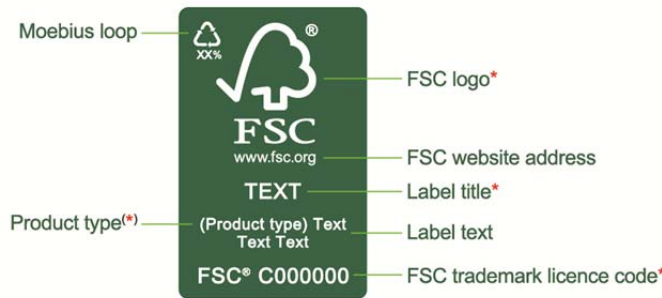 Moebius loop
XX%
®
FSC logo*
FSC
www.fsc.org
FSC website address
TEXT
Label title*
Product type(*)
(Product type) Text
Text Text
Label text
FSC® C000000
FSC trademark licence code*